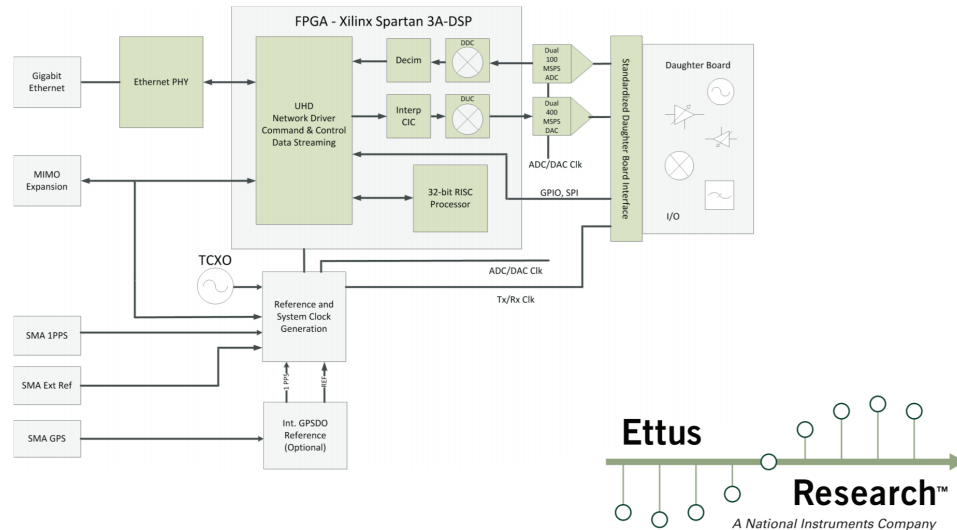 FPGA - Xilinx Spartan 3A-DSP
Gigabit
Ethernet
Ethernet PHY
UHD
Network Driver
Command & Control
Data Streaming
Decim
DDC
Dual
100
MSPS
ADC
Interp
CIC
DUC
Dual
400
MSPS
DAC
ADC/DAC Clk
Standardized Daughter Board Interface
Daughter Board
I/O
MIMO
Expansion
GPIO, SPI
32-bit RISC
Processor
TCXO
ADC/DAC Clk
Tx/Rx Clk
Reference and
System Clock
Generation
SMA 1PPS
SMA Ext Ref
1 PPS
REF
SMA GPS
Int. GPSDO
Reference
(Optional)
Ettus
Research™
A National Instruments Company